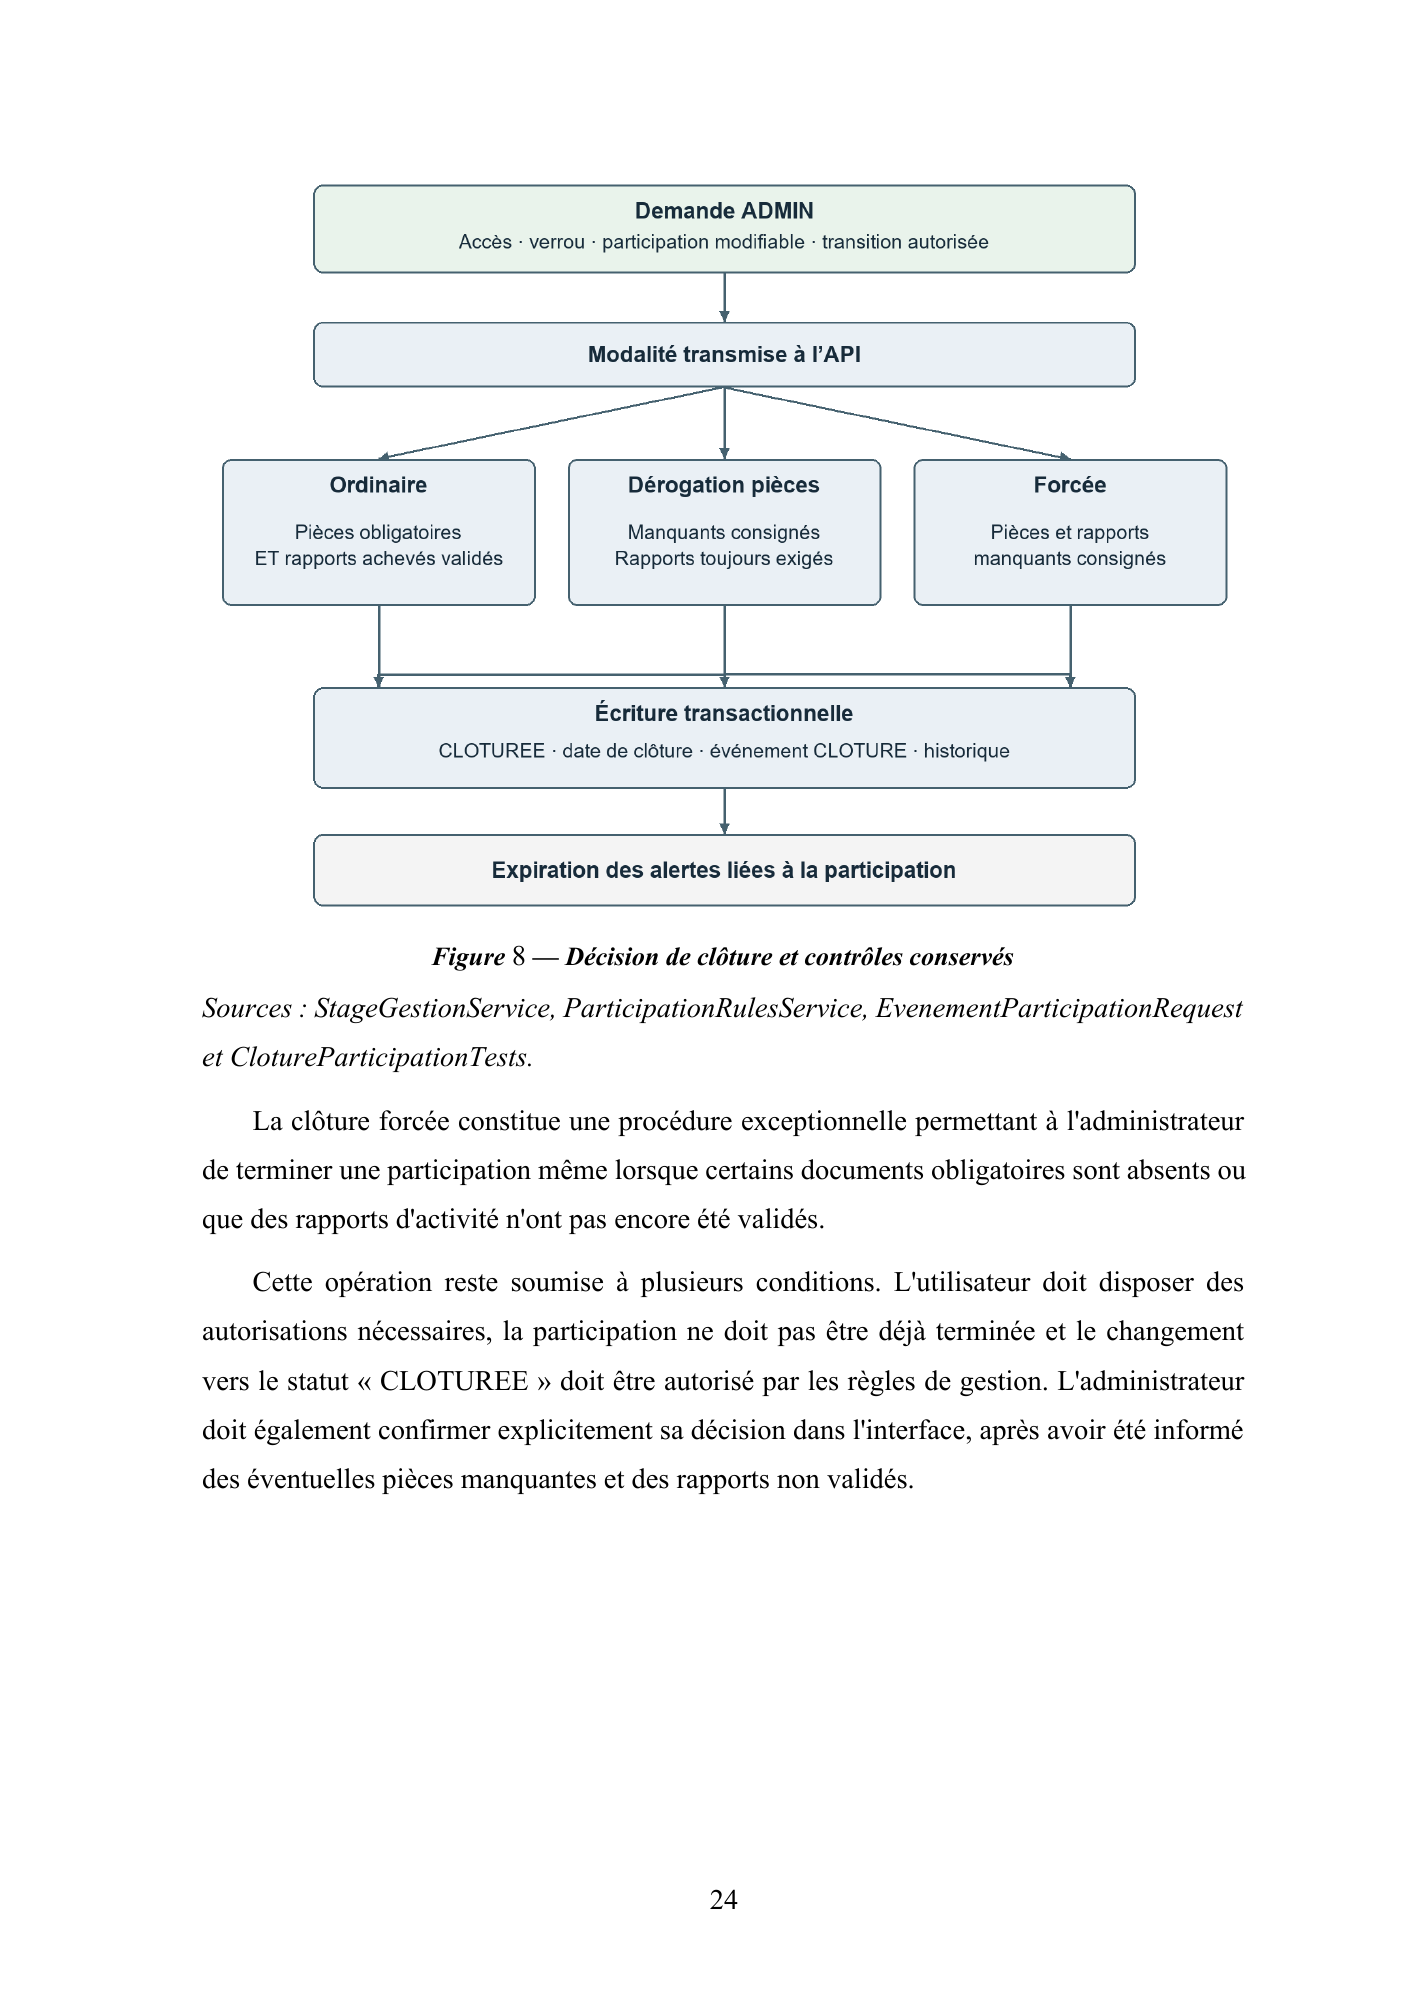 Demande ADMIN
Accès · verrou · participation modifiable · transition autorisée
Modalité transmise à l’API
Ordinaire
Pièces obligatoires
ET rapports achevés validés
Dérogation pièces
Manquants consignés
Rapports toujours exigés
Forcée
Pièces et rapports
manquants consignés
Écriture transactionnelle
CLOTUREE · date de clôture · événement CLOTURE · historique
Expiration des alertes liées à la participation
Figure 8 — Décision de clôture et contrôles conservés
Sources : StageGestionService, ParticipationRulesService, EvenementParticipationRequest
et ClotureParticipationTests.
La clôture forcée constitue une procédure exceptionnelle permettant à l'administrateur
de terminer une participation même lorsque certains documents obligatoires sont absents ou
que des rapports d'activité n'ont pas encore été validés.
Cette opération reste soumise à plusieurs conditions. L'utilisateur doit disposer des
autorisations nécessaires, la participation ne doit pas être déjà terminée et le changement
vers le statut « CLOTUREE » doit être autorisé par les règles de gestion. L'administrateur
doit également confirmer explicitement sa décision dans l'interface, après avoir été informé
des éventuelles pièces manquantes et des rapports non validés.
24